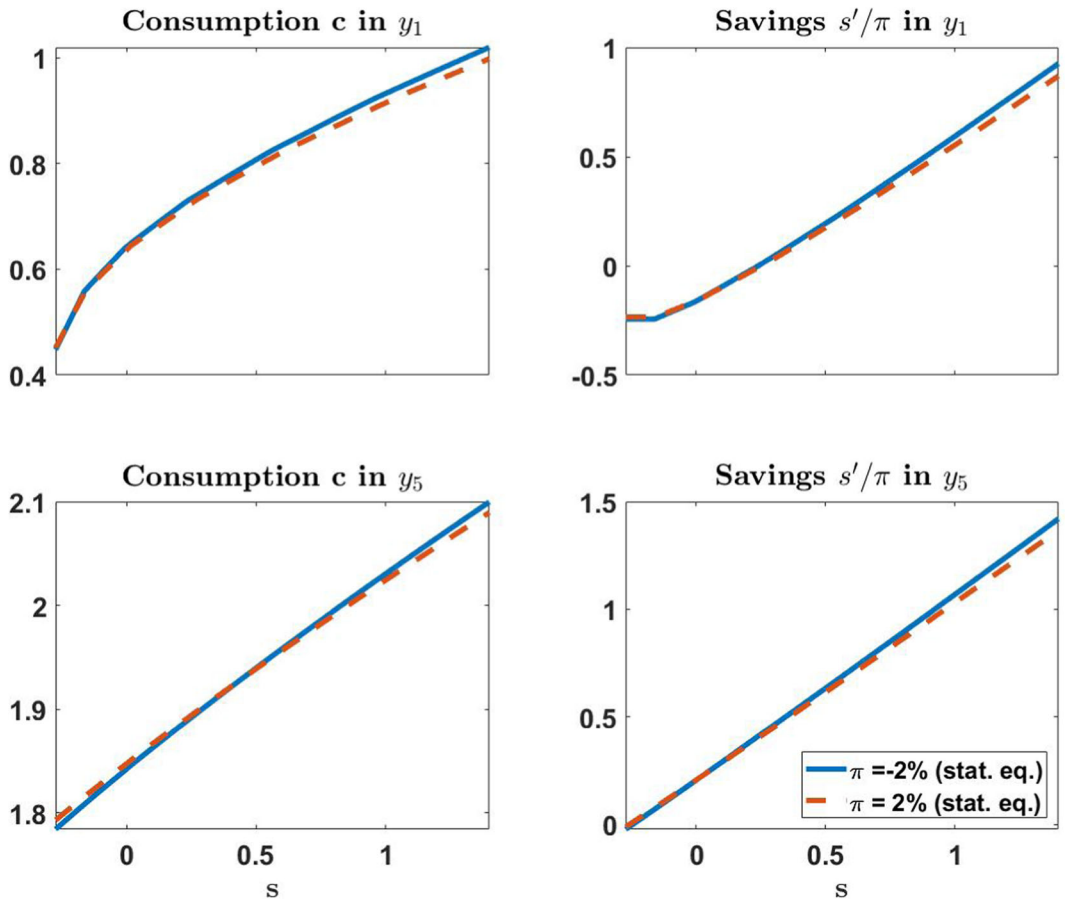 Consumption c in y₁
1
0.8
0.6
0.4
Savings s′/π in y₁
1
0.5
0
-0.5
Consumption c in y₅
2.1
2
1.9
1.8
0 0.5 1
s
Savings s′/π in y₅
1.5
1
0.5
0
π =-2% (stat. eq.)
π = 2% (stat. eq.)
0 0.5 1
s